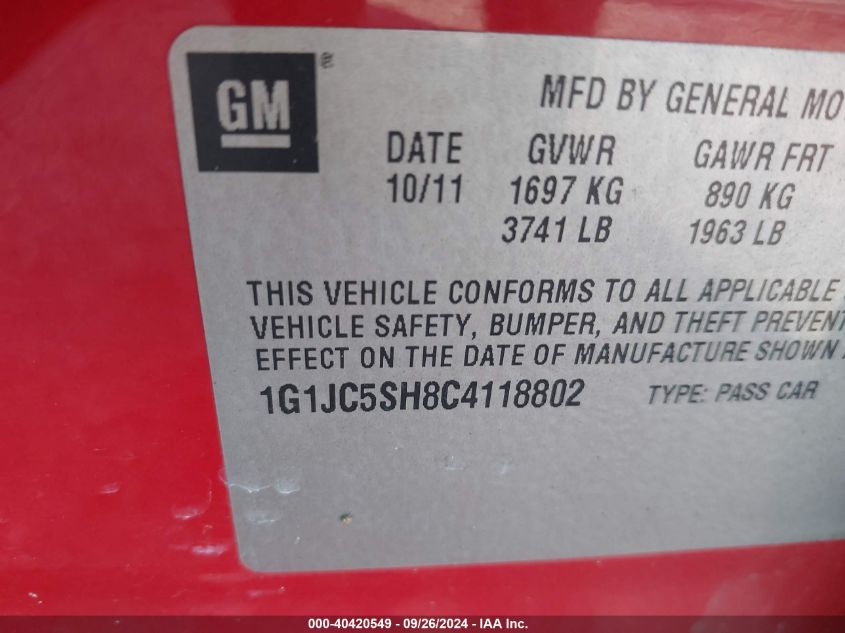 GM
MFD BY GENERAL MO
DATE GVWR GAWR FRT
10/11 1697 KG 890 KG
3741 LB 1963 LB
THIS VEHICLE CONFORMS TO ALL APPLICABLE
VEHICLE SAFETY, BUMPER, AND THEFT PREVENT
EFFECT ON THE DATE OF MANUFACTURE SHOWN
1G1JC5SH8C4118802 TYPE: PASS CAR
000-40420549 - 09/26/2024 - IAA Inc.